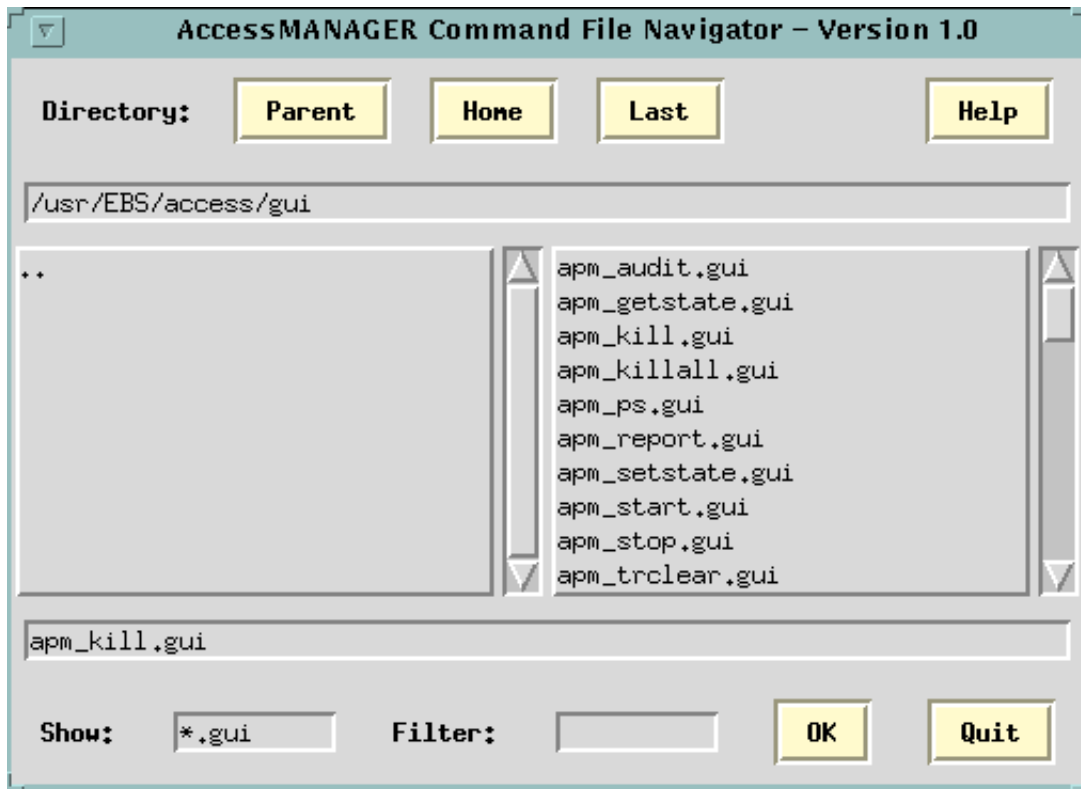 AccessMANAGER Command File Navigator – Version 1.0
Directory: Parent Home Last Help
/usr/EBS/access/gui
..
apm_audit.gui
apm_getstate.gui
apm_kill.gui
apm_killall.gui
apm_ps.gui
apm_report.gui
apm_setstate.gui
apm_start.gui
apm_stop.gui
apm_trclear.gui
apm_kill.gui
Show: *.gui Filter: OK Quit